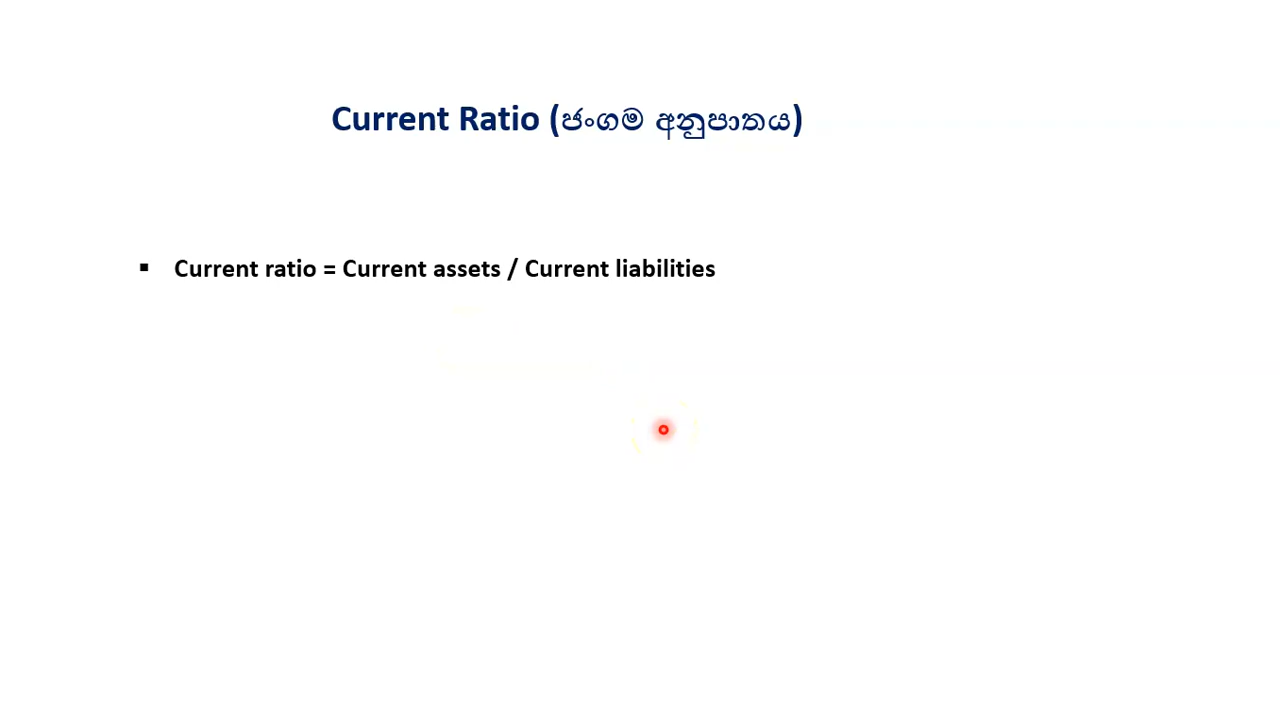 Current Ratio (ජංගම අනුපාතය)
▪ Current ratio = Current assets / Current liabilities